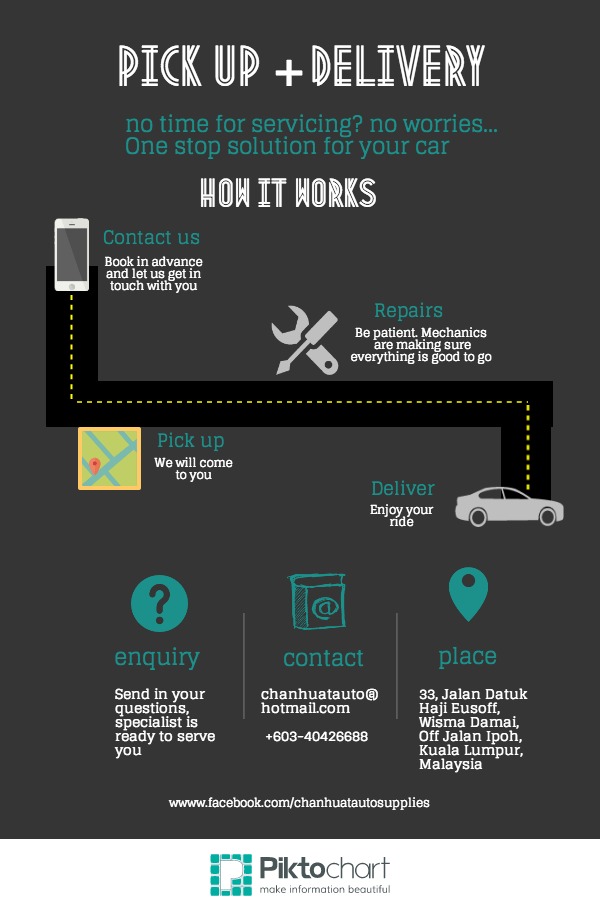 PICK UP + DELIVERY
no time for servicing? no worries...
One stop solution for your car
HOW IT WORKS
Contact us
Book in advance
and let us get in
touch with you
Repairs
Be patient. Mechanics
are making sure
everything is good to go
Pick up
We will come
to you
Deliver
Enjoy your
ride
?
@
enquiry
Send in your
questions,
specialist is
ready to serve
you
contact
chanhuatauto@
hotmail.com
+603-40426688
place
33, Jalan Datuk
Haji Eusoff,
Wisma Damai,
Off Jalan Ipoh,
Kuala Lumpur,
Malaysia
wwww.facebook.com/chanhuatautosupplies
Piktochart
make information beautiful